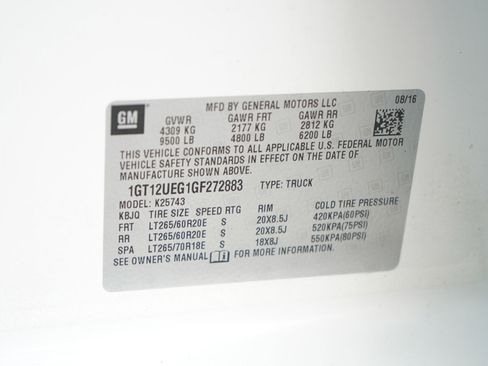 GM
MFD BY GENERAL MOTORS LLC 08/16
GVWR GAWR FRT GAWR RR
4309 KG 2177 KG 2812 KG
9500 LB 4800 LB 6200 LB
THIS VEHICLE CONFORMS TO ALL APPLICABLE U.S. FEDERAL MOTOR
VEHICLE SAFETY STANDARDS IN EFFECT ON THE DATE OF
MANUFACTURE SHOWN ABOVE.
1GT12UEG1GF272883 TYPE: TRUCK
MODEL: K25743
KBJQ TIRE SIZE SPEED RTG RIM COLD TIRE PRESSURE
FRT LT265/60R20E S 20X8.5J 420KPA(60PSI)
RR LT265/60R20E S 20X8.5J 520KPA(75PSI)
SPA LT265/70R18E S 18X8J 550KPA(80PSI)
SEE OWNER'S MANUAL FOR MORE INFORMATION.